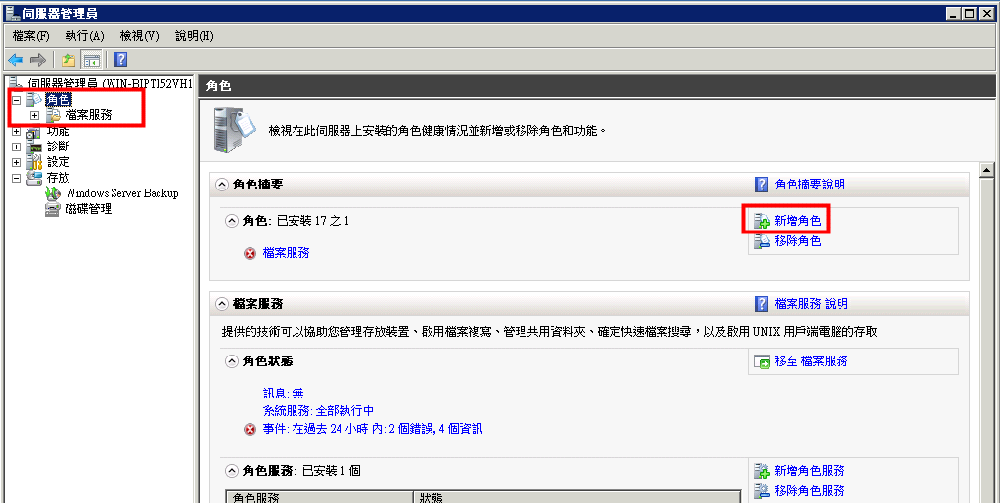 伺服器管理員
檔案(F) 執行(A) 檢視(V) 說明(H)
伺服器管理員 (WIN-BIPTI52VH1
角色
檔案服務
功能
診斷
設定
存放
Windows Server Backup
磁碟管理
角色
檢視在此伺服器上安裝的角色健康情況並新增或移除角色和功能。
角色摘要
角色摘要說明
角色: 已安裝 17 之 1
新增角色
移除角色
檔案服務
檔案服務
檔案服務 說明
提供的技術可以協助您管理存放裝置、啟用檔案複寫、管理共用資料夾、確定快速檔案搜尋，以及啟用 UNIX 用戶端電腦的存取
角色狀態
移至 檔案服務
訊息: 無
系統服務: 全部執行中
事件: 在過去 24 小時 內: 2 個錯誤, 4 個資訊
角色服務: 已安裝 1 個
新增角色服務
移除角色服務
角色服務 狀態